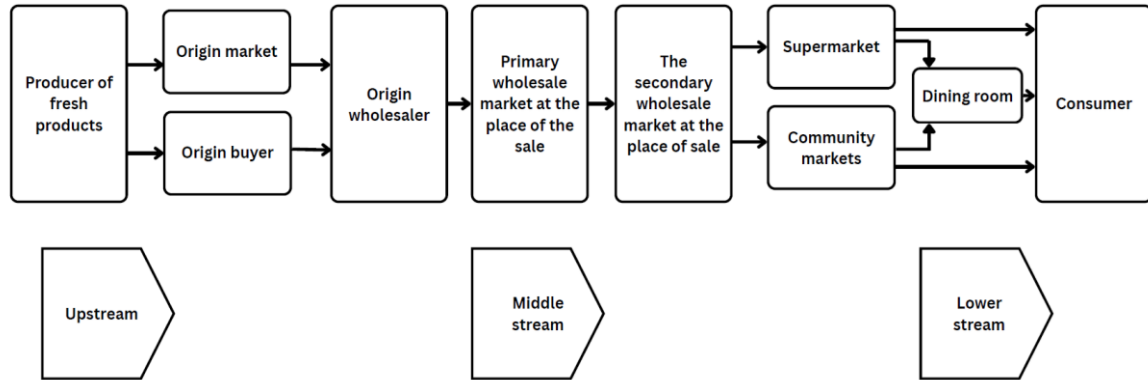 Producer of
fresh
products
Origin market
Origin buyer
Origin
wholesaler
Primary
wholesale
market at the
place of the
sale
The
secondary
wholesale
market at the
place of sale
Supermarket
Community
markets
Dining room
Consumer
Upstream
Middle
stream
Lower
stream